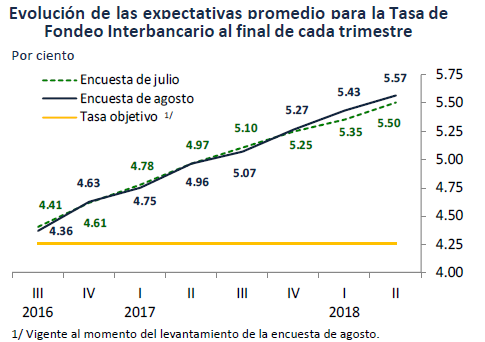 Evolución de las expectativas promedio para la Tasa de
Fondeo Interbancario al final de cada trimestre
Por ciento
Encuesta de julio
Encuesta de agosto
Tasa objetivo 1/
5.75
5.50
5.25
5.00
4.75
4.50
4.25
4.00
4.41
4.63
4.78
4.97
5.10
5.27
5.43
5.57
4.36
4.61
4.75
4.96
5.07
5.25
5.35
5.50
III IV I II III IV I II
2016 2017 2018
1/ Vigente al momento del levantamiento de la encuesta de agosto.